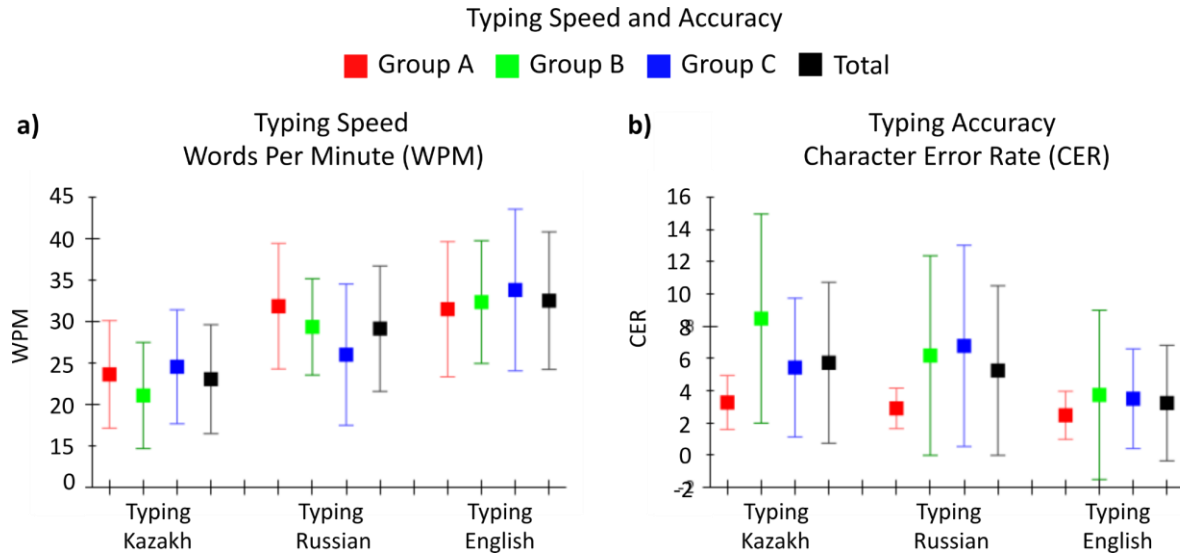 Typing Speed and Accuracy
Group A Group B Group C Total
a)
Typing Speed
Words Per Minute (WPM)
45
40
35
30
25
20
15
0
WPM
Typing
Kazakh
Typing
Russian
Typing
English
b)
Typing Accuracy
Character Error Rate (CER)
16
14
12
10
8
6
4
2
0
-2
CER
Typing
Kazakh
Typing
Russian
Typing
English